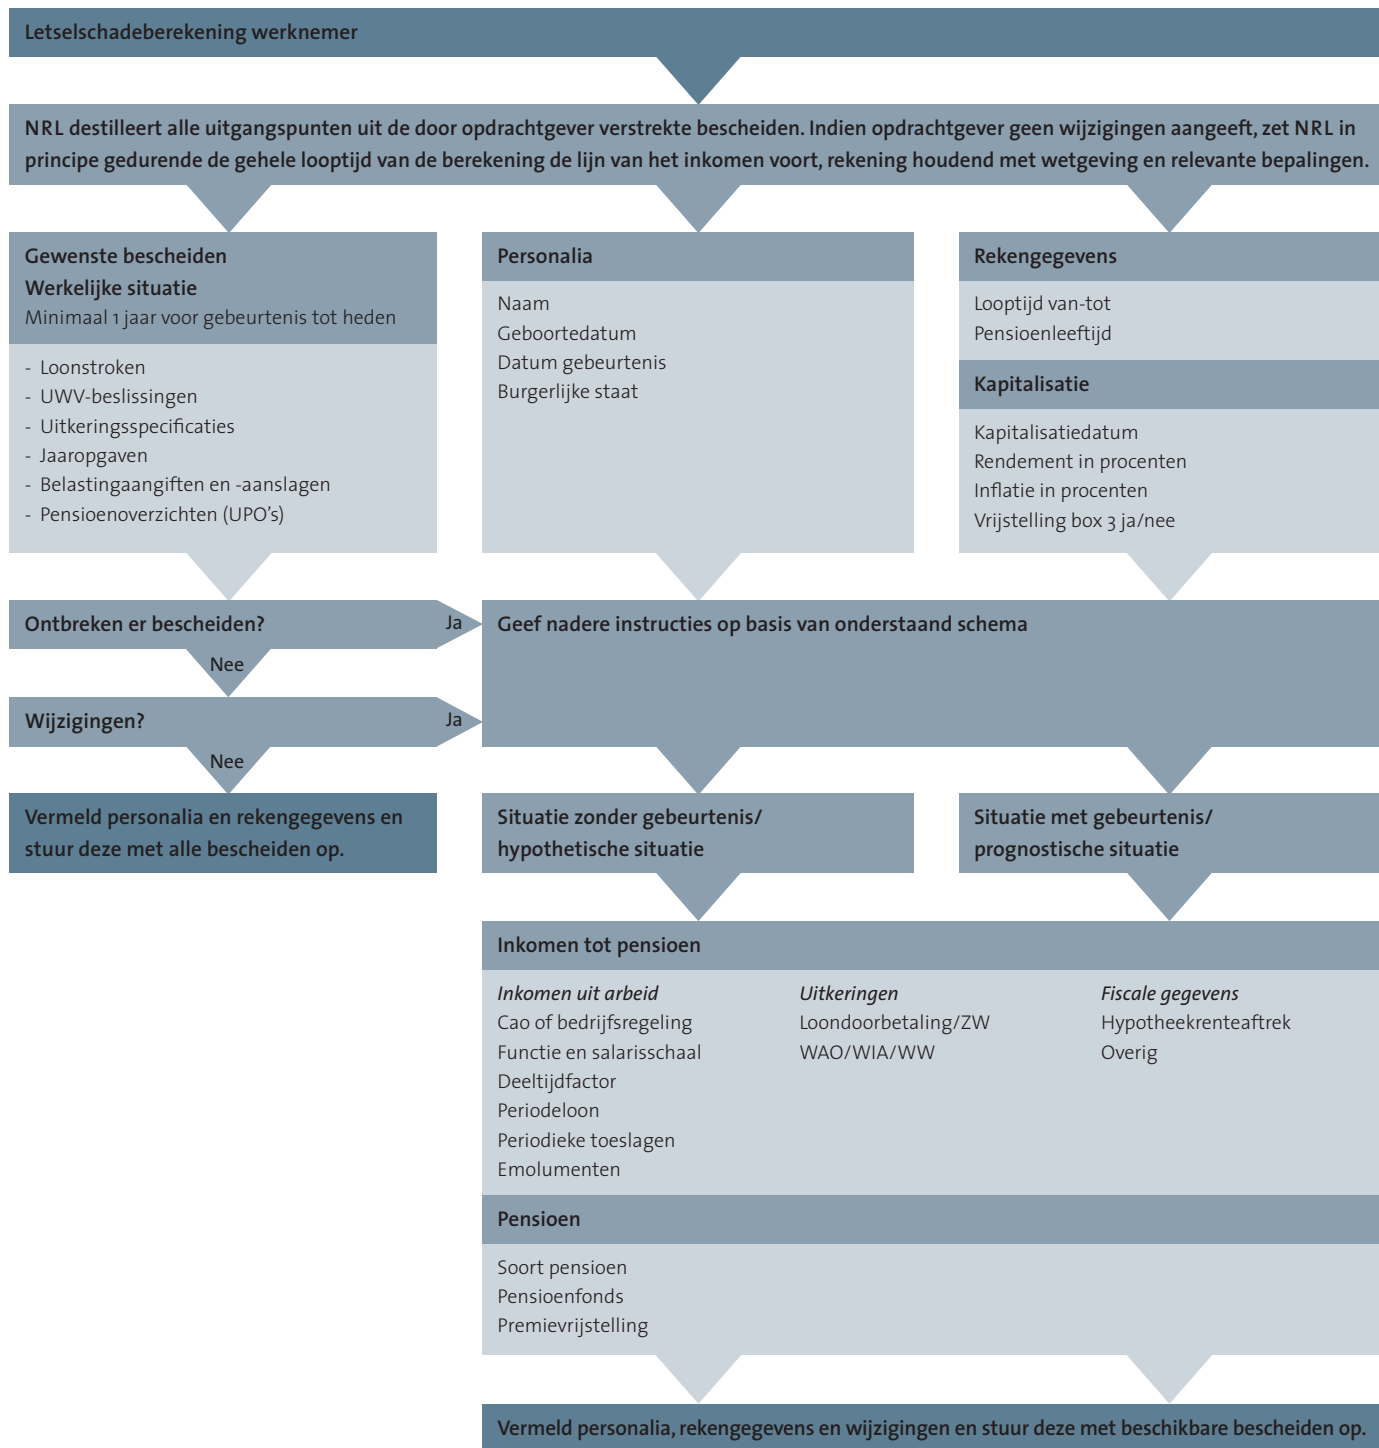 Letselschadeberekening werknemer
NRL destilleert alle uitgangspunten uit de door opdrachtgever verstrekte bescheiden. Indien opdrachtgever geen wijzigingen aangeeft, zet NRL in
principe gedurende de gehele looptijd van de berekening de lijn van het inkomen voort, rekening houdend met wetgeving en relevante bepalingen.
Gewenste bescheiden
Werkelijke situatie
Minimaal 1 jaar voor gebeurtenis tot heden
- Loonstroken
- UWV-beslissingen
- Uitkeringsspecificaties
- Jaaropgaven
- Belastingaangiften en -aanslagen
- Pensioenoverzichten (UPO's)
Personalia
Naam
Geboortedatum
Datum gebeurtenis
Burgerlijke staat
Rekengegevens
Looptijd van-tot
Pensioenleeftijd
Kapitalisatie
Kapitalisatiedatum
Rendement in procenten
Inflatie in procenten
Vrijstelling box 3 ja/nee
Ontbreken er bescheiden?
Ja
Nee
Geef nadere instructies op basis van onderstaand schema
Wijzigingen?
Ja
Nee
Vermeld personalia en rekengegevens en
stuur deze met alle bescheiden op.
Situatie zonder gebeurtenis/
hypothetische situatie
Situatie met gebeurtenis/
prognostische situatie
Inkomen tot pensioen
Inkomen uit arbeid
Cao of bedrijfsregeling
Functie en salarisschaal
Deeltijdfactor
Periodeloon
Periodieke toeslagen
Emolumenten
Uitkeringen
Loondoorbetaling/ZW
WAO/WIA/WW
Fiscale gegevens
Hypotheekrenteaftrek
Overig
Pensioen
Soort pensioen
Pensioenfonds
Premievrijstelling
Vermeld personalia, rekengegevens en wijzigingen en stuur deze met beschikbare bescheiden op.